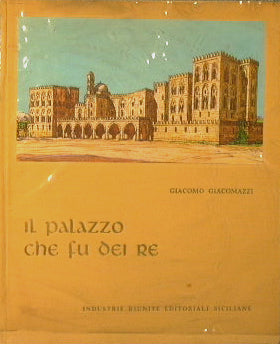 GIACOMO GIACOMAZZI
IL PALAZZO
CHE FU DEI RE
INDUSTRIE RIUNITE EDITORIALI SICILIANE